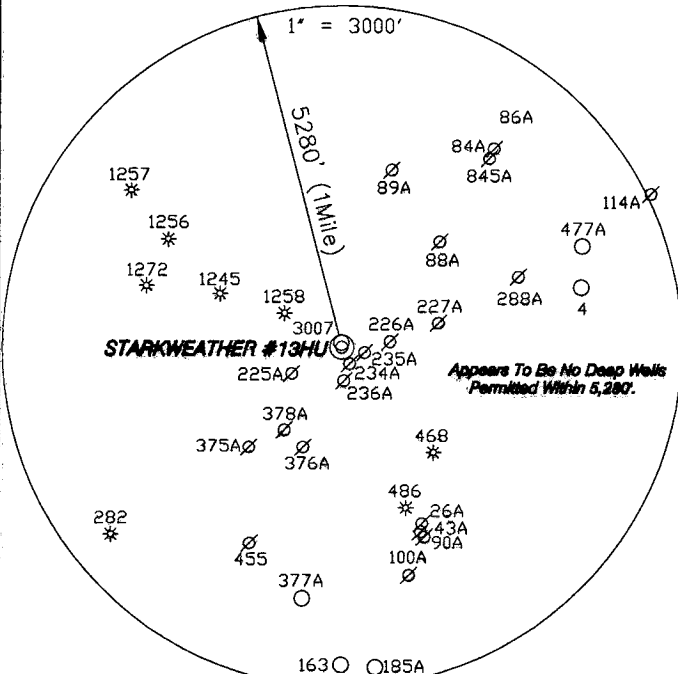 1" = 3000'
5280' (1Mile)
86A
84A
845A
89A
1257
114A
477A
1256
88A
1272
1245
288A
4
1258
227A
3007
226A
STARKWEATHER #13HU
235A
234A
225A
236A
Appears To Be No Deep Wells
Permitted Within 5,280'.
378A
375A
376A
468
486
26A
43A
90A
282
455
100A
377A
163
185A